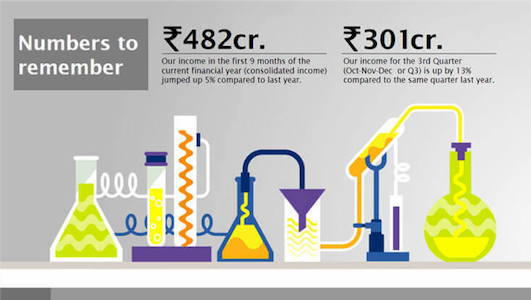 Numbers to
remember
₹482cr.
Our income in the first 9 months of the
current financial year (consolidated income)
jumped up 5% compared to last year.
₹301cr.
Our income for the 3rd Quarter
(Oct-Nov-Dec or Q3) is up by 13%
compared to the same quarter last year.